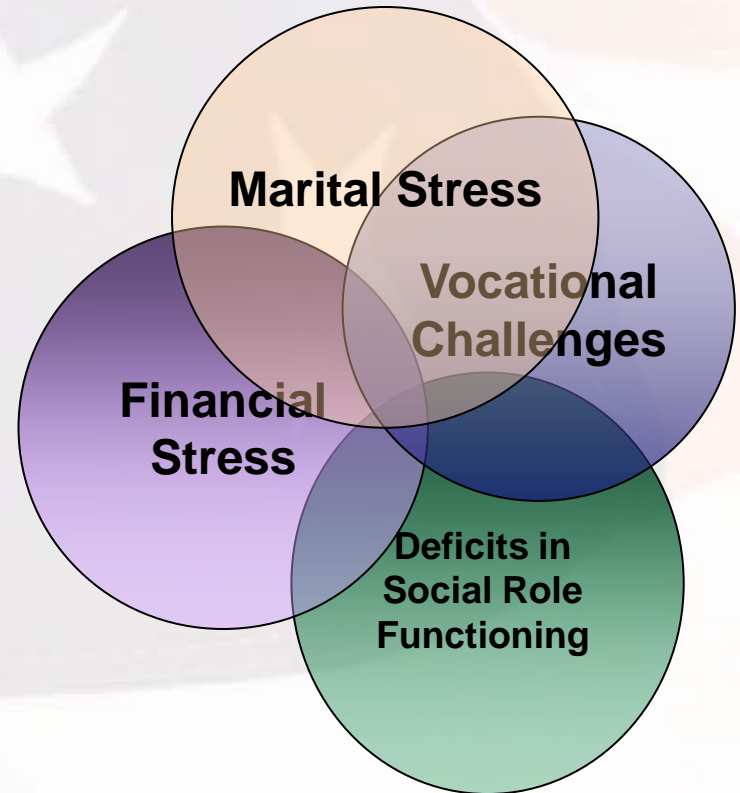 Marital Stress
Vocational
Challenges
Financial
Stress
Deficits in
Social Role
Functioning